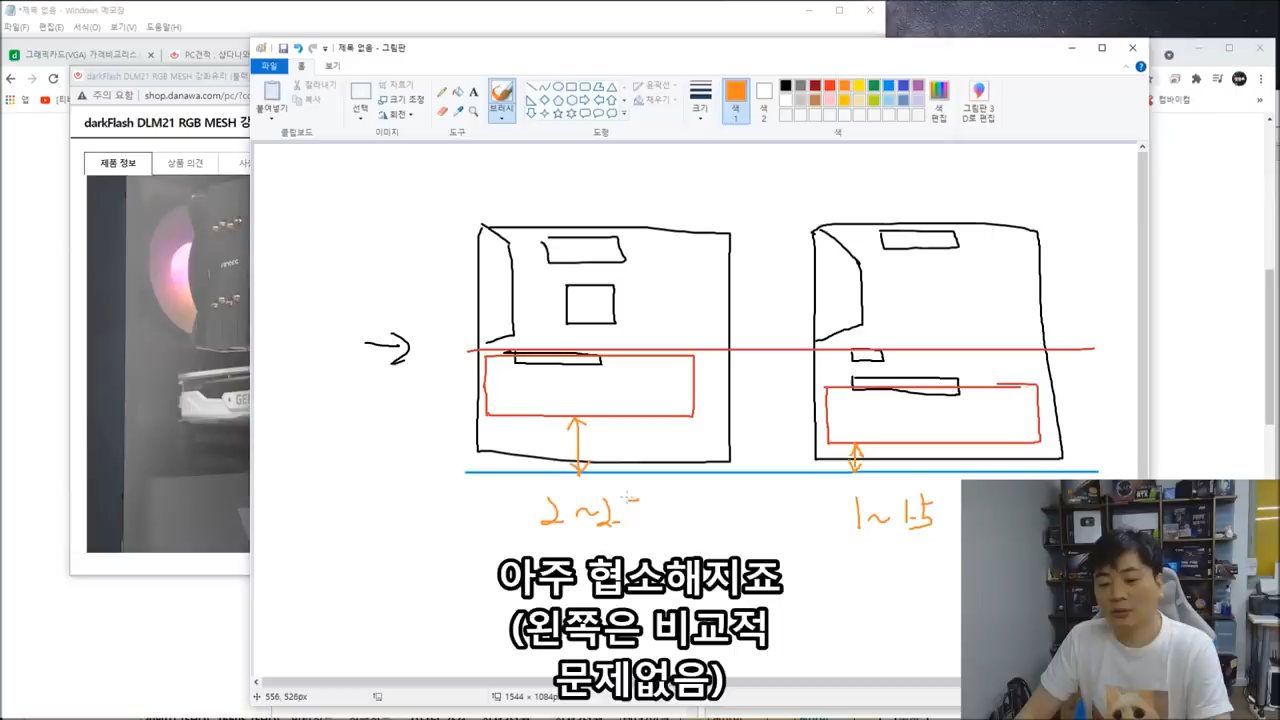 *제목 없음 - Windows 메모장
파일(F) 편집(E) 서식(O) 보기(V) 도움말(H)
그래픽카드(VGA) 가격비교리스
PC견적 : 샵다나와
darkFlash DLM21 RGB MESH 강화유리 (블랙
주의 요함 shop.danawa.com/pc/?co
앱
컴바이컴
darkFlash DLM21 RGB MESH 강
제품 정보 상품 의견
제목 없음 - 그림판
파일 홈 보기
붙여넣기
잘라내기
복사
클립보드
선택
자르기
크기 조정
회전
이미지
도구
브러시
윤곽선
채우기
도형
크기
색 1
색 2
색 편집
그림판 3D로 편집
색
2 ~2
1 ~ 1.5
아주 협소해지죠
(왼쪽은 비교적
문제없음)
556, 526px
1544 × 1084p